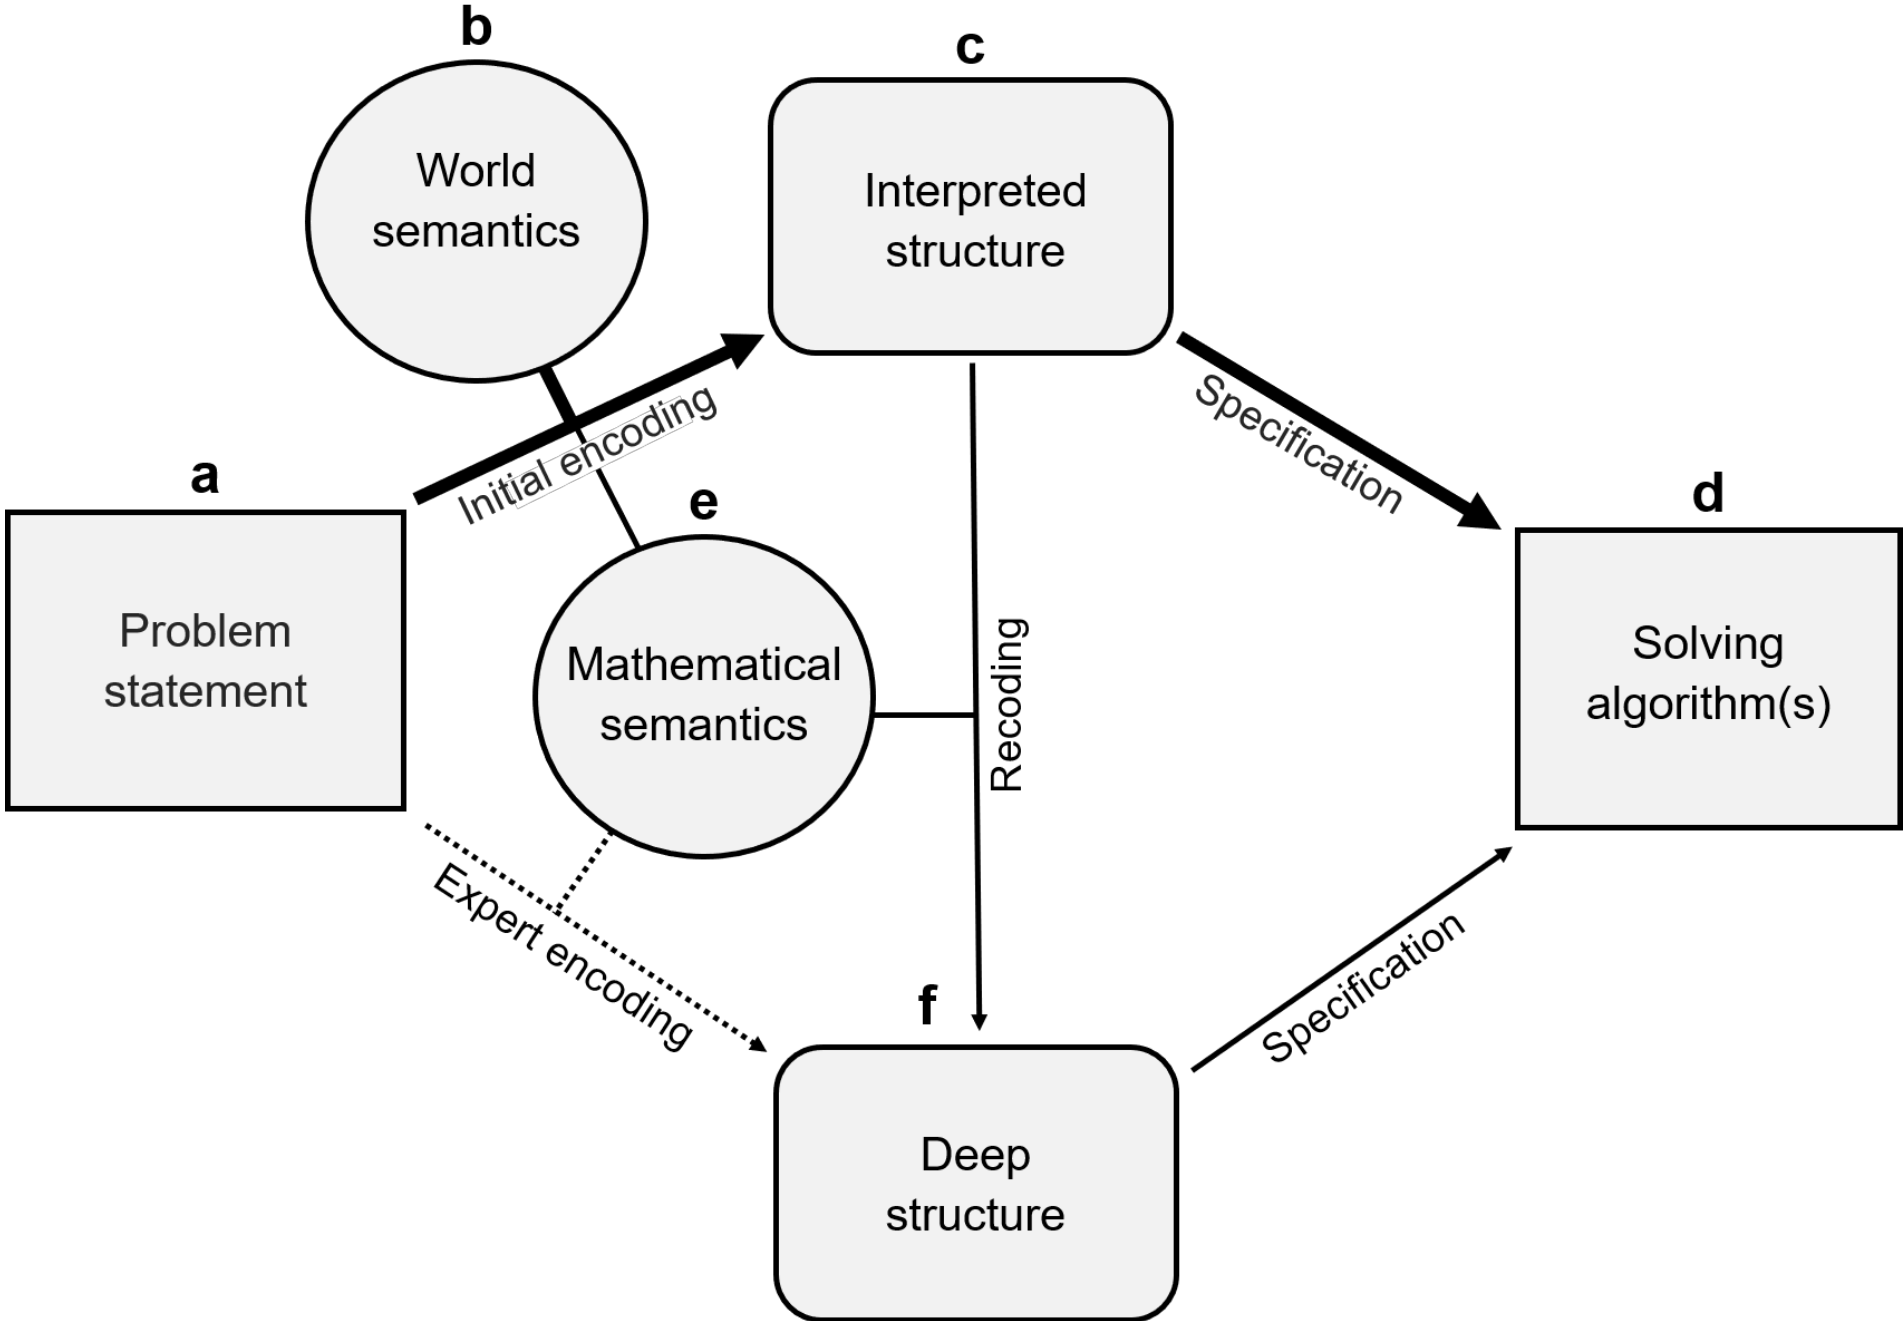 b
World
semantics
c
Interpreted
structure
Initial encoding
Specification
a
Problem
statement
e
Mathematical
semantics
Recoding
d
Solving
algorithm(s)
Expert encoding
f
Deep
structure
Specification